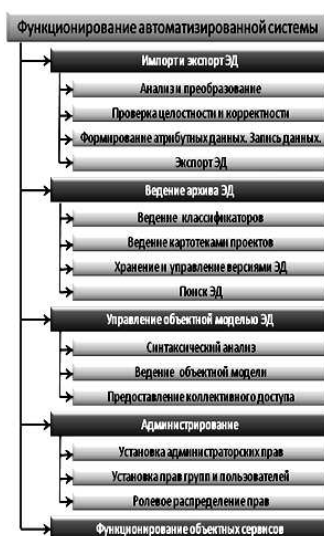 Функционирование автоматизированной системы
Импорт и экспорт ЭД
Анализ и преобразование
Проверка целостности и корректности
Формирование атрибутных данных. Запись данных.
Экспорт ЭД
Ведение архива ЭД
Ведение классификаторов
Ведение картотеками проектов
Хранение и управление версиями ЭД
Поиск ЭД
Управление объектной моделью ЭД
Синтаксический анализ
Ведение объектной модели
Предоставление коллективного доступа
Администрирование
Установка администраторских прав
Установка прав групп и пользователей
Ролевое распределение прав
Функционирование объектных сервисов